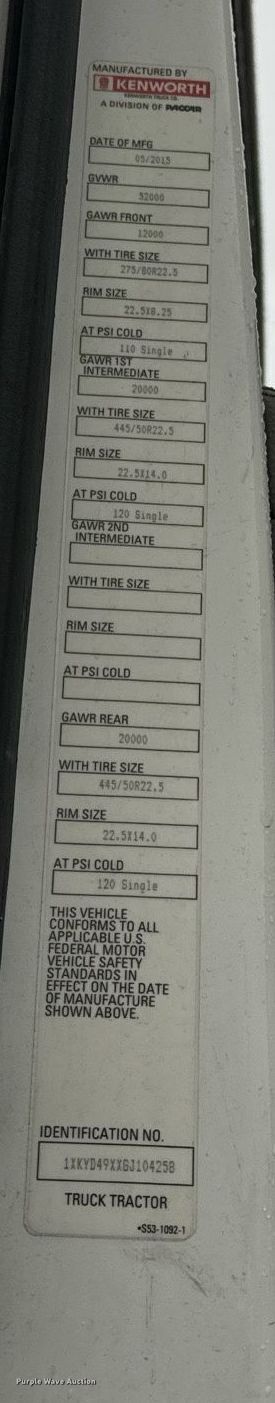 MANUFACTURED BY
KENWORTH
KENWORTH TRUCK CO.
A DIVISION OF PACCAR
DATE OF MFG
05/2015
GVWR
52000
GAWR FRONT
12000
WITH TIRE SIZE
275/80R22.5
RIM SIZE
22.5X8.25
AT PSI COLD
110 Single
GAWR 1ST
INTERMEDIATE
20000
WITH TIRE SIZE
445/50R22.5
RIM SIZE
22.5X14.0
AT PSI COLD
120 Single
GAWR 2ND
INTERMEDIATE
WITH TIRE SIZE
RIM SIZE
AT PSI COLD
GAWR REAR
20000
WITH TIRE SIZE
445/50R22.5
RIM SIZE
22.5X14.0
AT PSI COLD
120 Single
THIS VEHICLE
CONFORMS TO ALL
APPLICABLE U.S.
FEDERAL MOTOR
VEHICLE SAFETY
STANDARDS IN
EFFECT ON THE DATE
OF MANUFACTURE
SHOWN ABOVE.
IDENTIFICATION NO.
1XKYD49XXGJ104258
TRUCK TRACTOR
*S53-1092-1
Purple Wave Auction